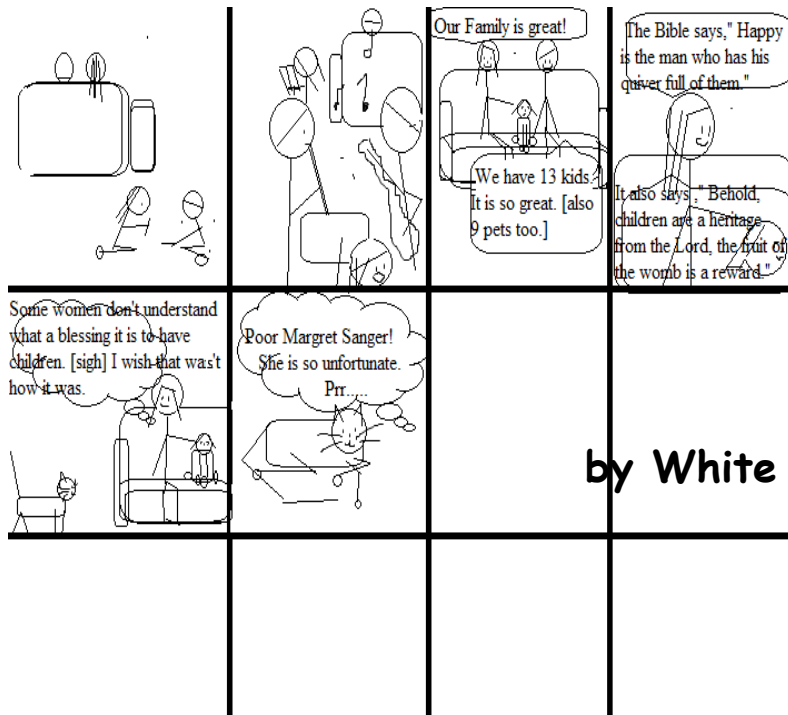 Our Family is great!
We have 13 kids.
It is so great. [also
9 pets too.]
The Bible says," Happy
is the man who has his
quiver full of them."
It also says ," Behold,
children are a heritage
from the Lord, the fruit of
the womb is a reward."
Some women don't understand
what a blessing it is to have
children. [sigh] I wish that was't
how it was.
Poor Margret Sanger!
She is so unfortunate.
Prr.....
by White